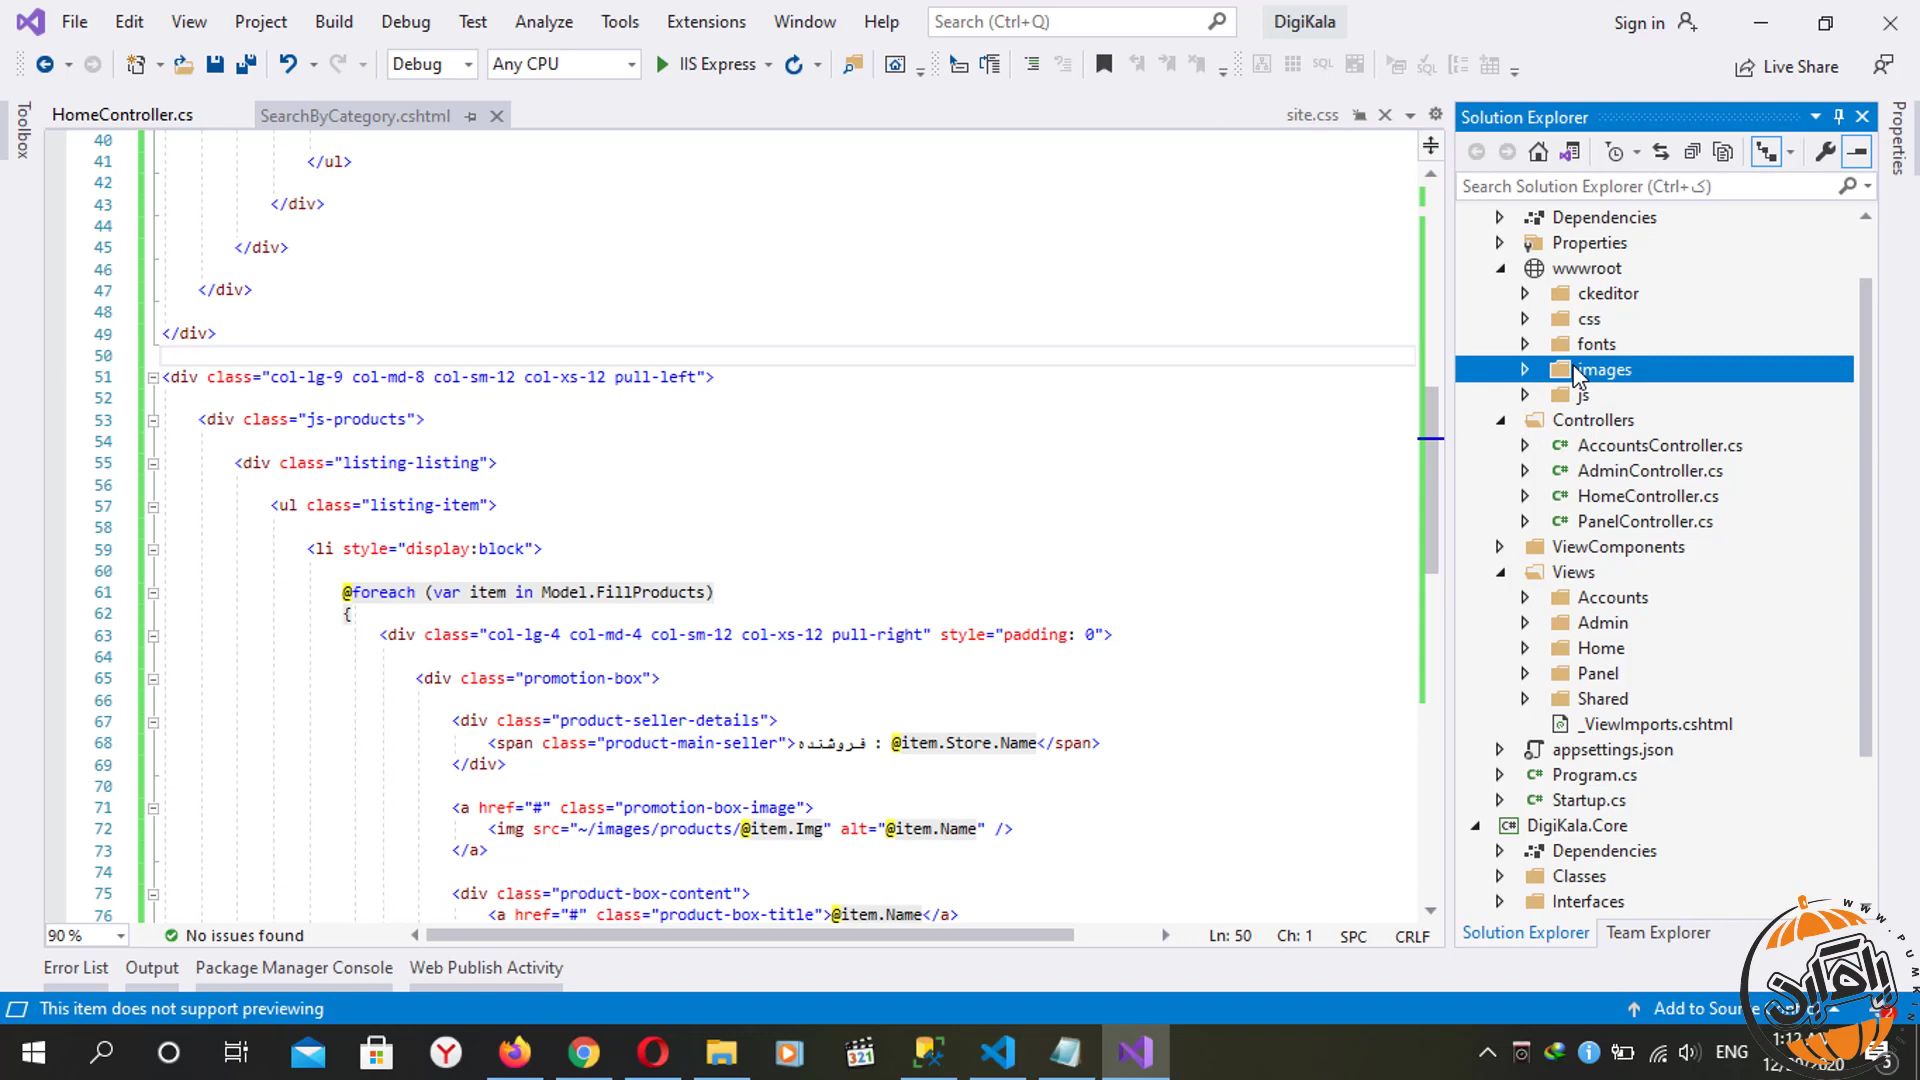 File Edit View Project Build Debug Test Analyze Tools Extensions Window Help Search (Ctrl+Q) DigiKala Sign in
Debug Any CPU IIS Express Live Share
Toolbox
HomeController.cs SearchByCategory.cshtml site.css
40
41 </ul>
42
43 </div>
44
45 </div>
46
47 </div>
48
49 </div>
50
51 <div class="col-lg-9 col-md-8 col-sm-12 col-xs-12 pull-left">
52
53 <div class="js-products">
54
55 <div class="listing-listing">
56
57 <ul class="listing-item">
58
59 <li style="display:block">
60
61 @foreach (var item in Model.FillProducts)
62 {
63 <div class="col-lg-4 col-md-4 col-sm-12 col-xs-12 pull-right" style="padding: 0">
64
65 <div class="promotion-box">
66
67 <div class="product-seller-details">
68 <span class="product-main-seller">فروشنده : @item.Store.Name</span>
69 </div>
70
71 <a href="#" class="promotion-box-image">
72 <img src="~/images/products/@item.Img" alt="@item.Name" />
73 </a>
74
75 <div class="product-box-content">
76 <a href="#" class="product-box-title">@item.Name</a>
90 % No issues found Ln: 50 Ch: 1 SPC CRLF
Error List Output Package Manager Console Web Publish Activity
Solution Explorer
Properties
Search Solution Explorer (Ctrl+ک)
Dependencies
Properties
wwwroot
ckeditor
css
fonts
images
js
Controllers
AccountsController.cs
AdminController.cs
HomeController.cs
PanelController.cs
ViewComponents
Views
Accounts
Admin
Home
Panel
Shared
_ViewImports.cshtml
appsettings.json
Program.cs
Startup.cs
DigiKala.Core
Dependencies
Classes
Interfaces
Solution Explorer Team Explorer
This item does not support previewing Add to
321 ENG